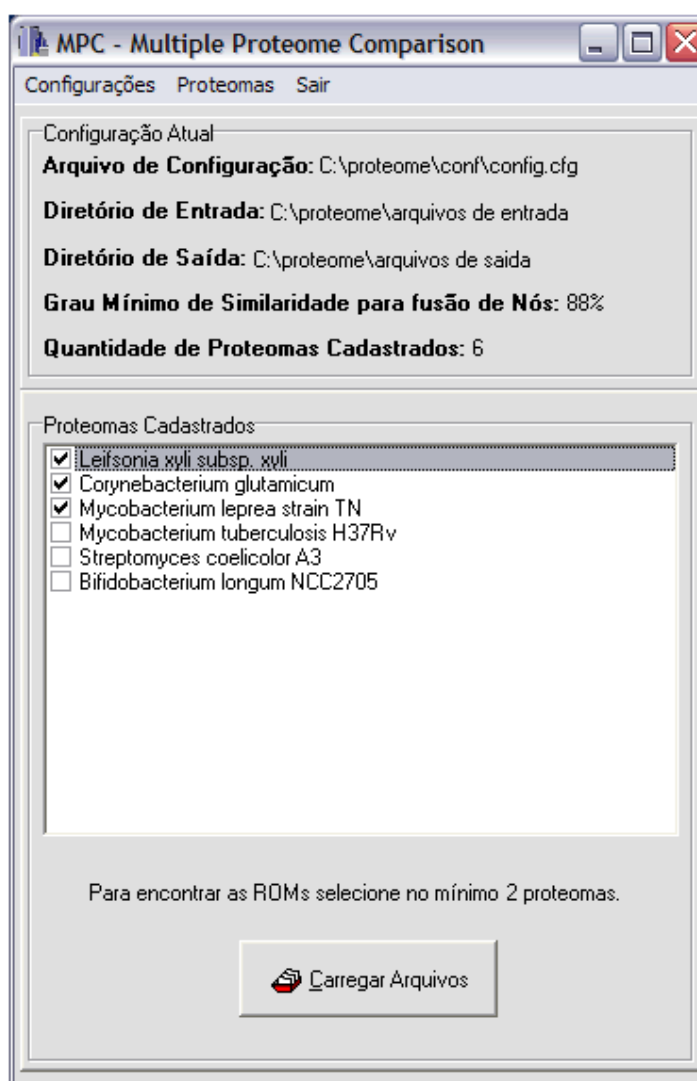 MPC - Multiple Proteome Comparison
Configurações Proteomas Sair
Configuração Atual
Arquivo de Configuração: C:\proteome\conf\config.cfg
Diretório de Entrada: C:\proteome\arquivos de entrada
Diretório de Saída: C:\proteome\arquivos de saida
Grau Mínimo de Similaridade para fusão de Nós: 88%
Quantidade de Proteomas Cadastrados: 6
Proteomas Cadastrados
Leifsonia xyli subsp. xyli
Corynebacterium glutamicum
Mycobacterium leprea strain TN
Mycobacterium tuberculosis H37Rv
Streptomyces coelicolor A3
Bifidobacterium longum NCC2705
Para encontrar as ROMs selecione no mínimo 2 proteomas.
Carregar Arquivos